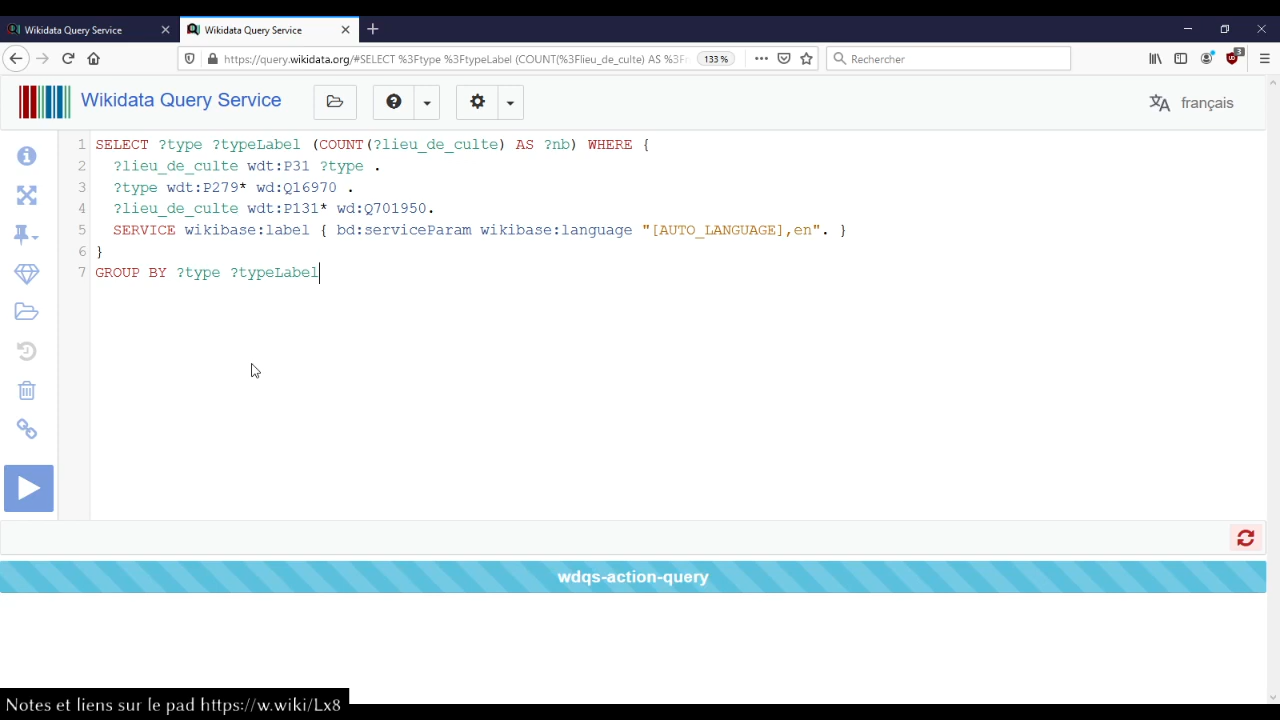 Wikidata Query Service
Wikidata Query Service
https://query.wikidata.org/#SELECT %3Ftype %3FtypeLabel (COUNT(%3Flieu_de_culte) AS %3F
133 %
Rechercher
3
Wikidata Query Service
français
1 SELECT ?type ?typeLabel (COUNT(?lieu_de_culte) AS ?nb) WHERE {
2 ?lieu_de_culte wdt:P31 ?type .
3 ?type wdt:P279* wd:Q16970 .
4 ?lieu_de_culte wdt:P131* wd:Q701950.
5 SERVICE wikibase:label { bd:serviceParam wikibase:language "[AUTO_LANGUAGE],en". }
6 }
7 GROUP BY ?type ?typeLabel
wdqs-action-query
Notes et liens sur le pad https://w.wiki/Lx8